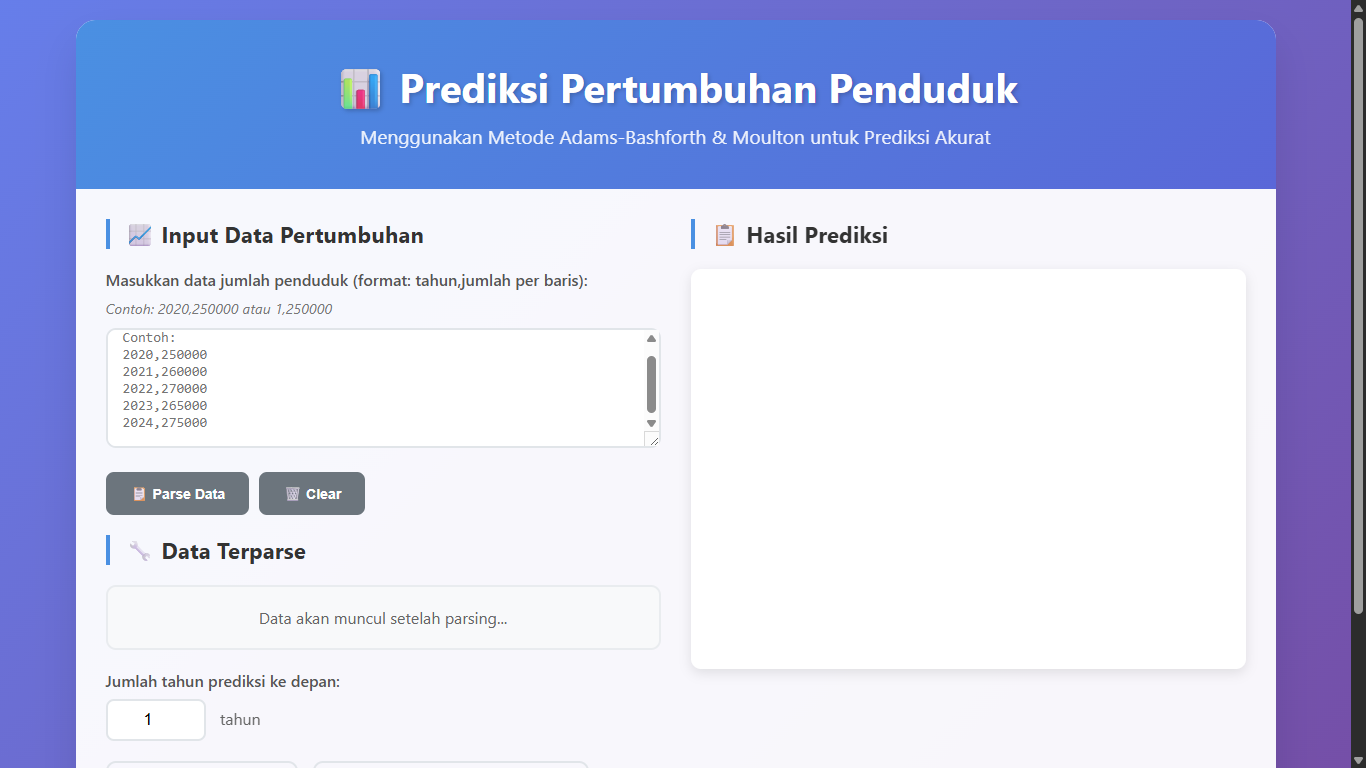 Prediksi Pertumbuhan Penduduk
Menggunakan Metode Adams-Bashforth & Moulton untuk Prediksi Akurat
Input Data Pertumbuhan
Masukkan data jumlah penduduk (format: tahun,jumlah per baris):
Contoh: 2020,250000 atau 1,250000
Contoh:
2020,250000
2021,260000
2022,270000
2023,265000
2024,275000
Parse Data
Clear
Data Terparse
Data akan muncul setelah parsing...
Jumlah tahun prediksi ke depan:
1 tahun
Hasil Prediksi